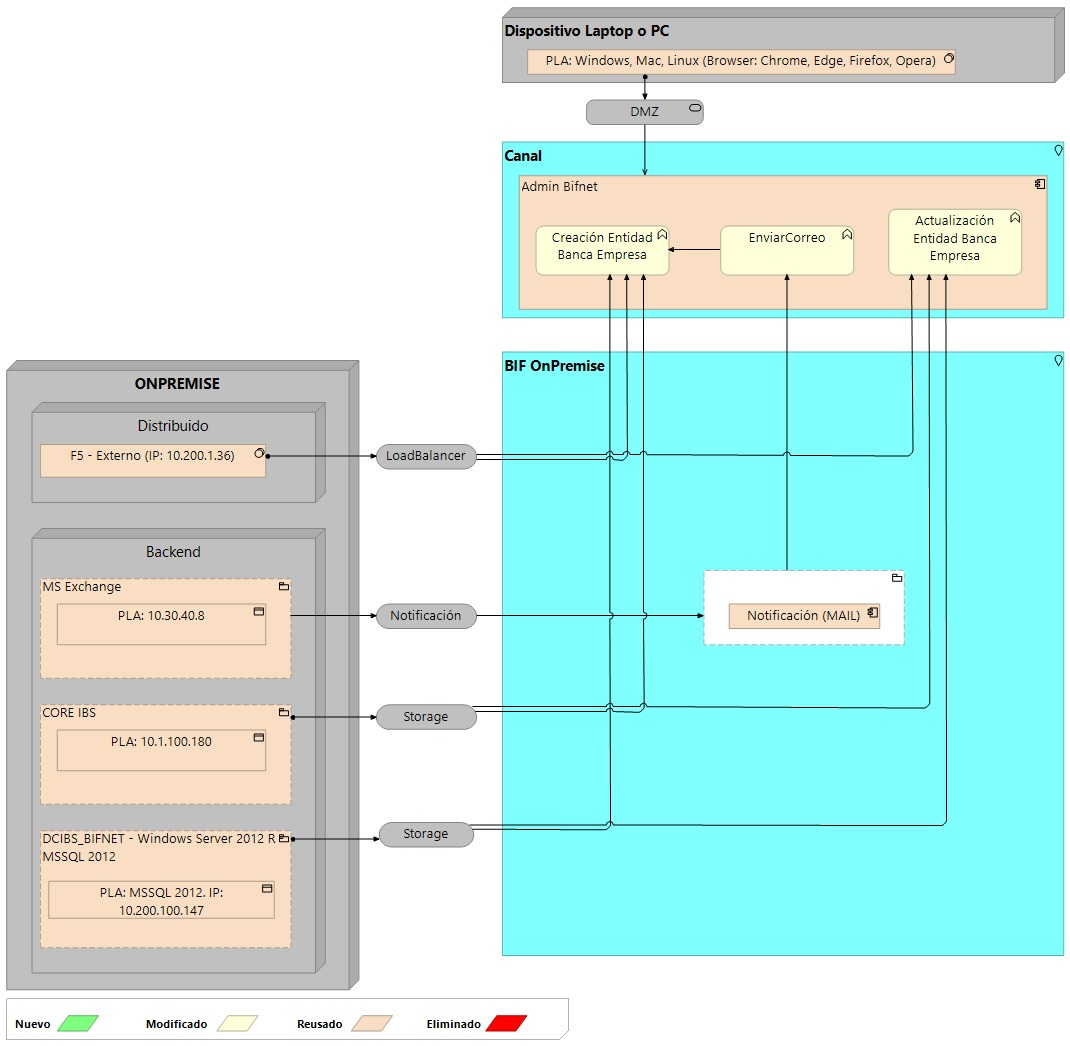 Dispositivo Laptop o PC
PLA: Windows, Mac, Linux (Browser: Chrome, Edge, Firefox, Opera)
DMZ
Canal
Admin Bifnet
Creación Entidad
Banca Empresa
EnviarCorreo
Actualización
Entidad Banca
Empresa
BIF OnPremise
ONPREMISE
Distribuido
F5 - Externo (IP: 10.200.1.36)
LoadBalancer
Backend
MS Exchange
PLA: 10.30.40.8
Notificación
Notificación (MAIL)
CORE IBS
PLA: 10.1.100.180
Storage
DCIBS_BIFNET - Windows Server 2012 R
MSSQL 2012
PLA: MSSQL 2012. IP:
10.200.100.147
Storage
Nuevo
Modificado
Reusado
Eliminado